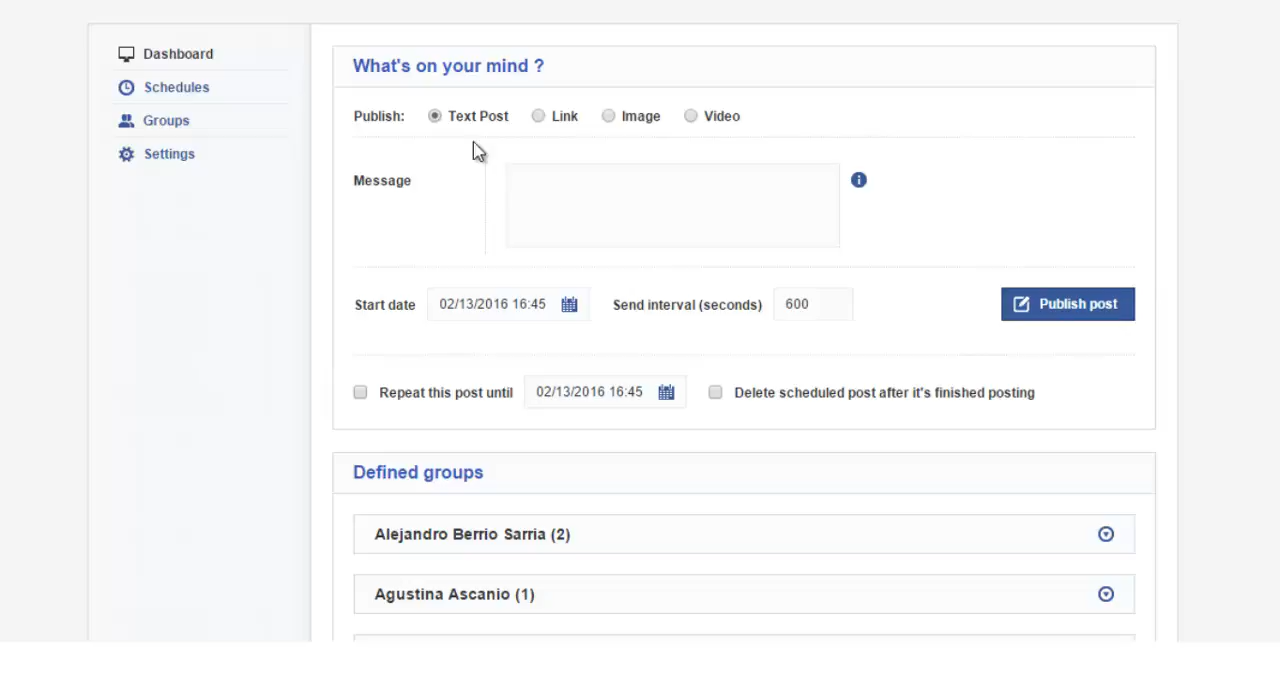 Dashboard
Schedules
Groups
Settings
What's on your mind ?
Publish: Text Post Link Image Video
Message
Start date 02/13/2016 16:45 Send interval (seconds) 600 Publish post
Repeat this post until 02/13/2016 16:45 Delete scheduled post after it's finished posting
Defined groups
Alejandro Berrio Sarria (2)
Agustina Ascanio (1)